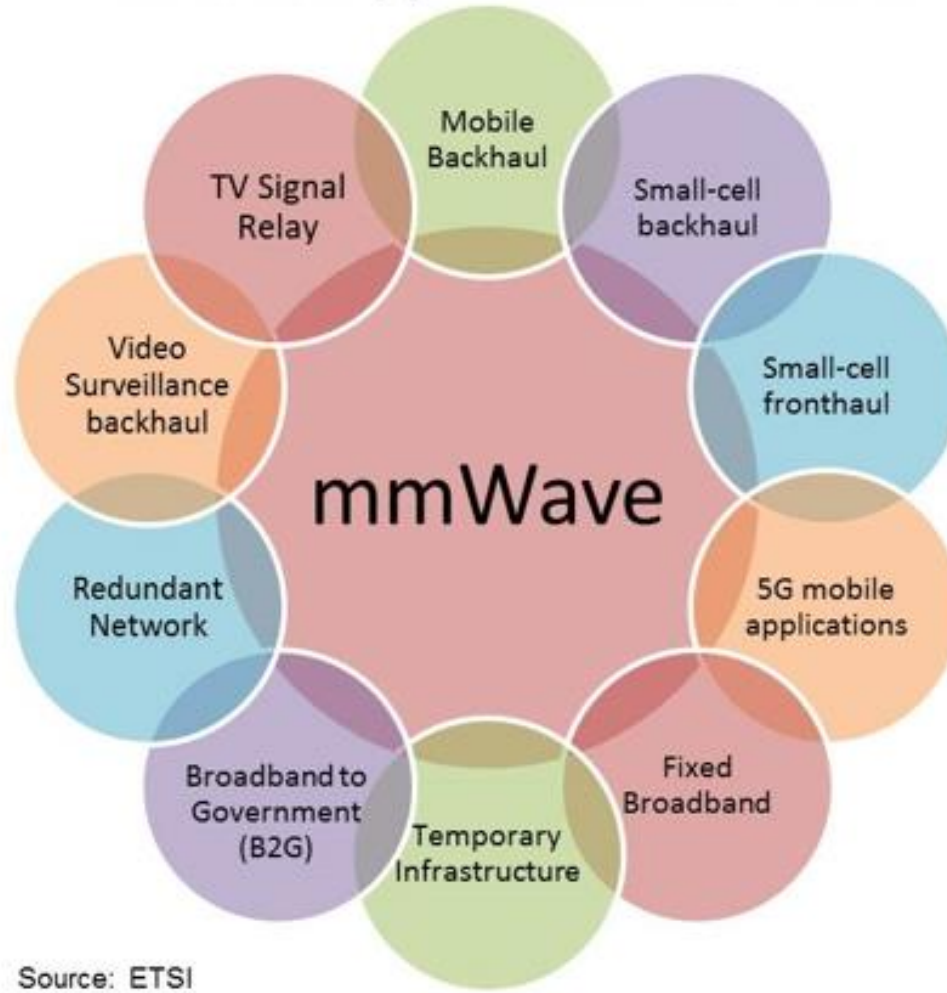 Mobile
Backhaul
Small-cell
backhaul
Small-cell
fronthaul
5G mobile
applications
Fixed
Broadband
Temporary
Infrastructure
Broadband to
Government
(B2G)
Redundant
Network
Video
Surveillance
backhaul
TV Signal
Relay
mmWave
Source: ETSI